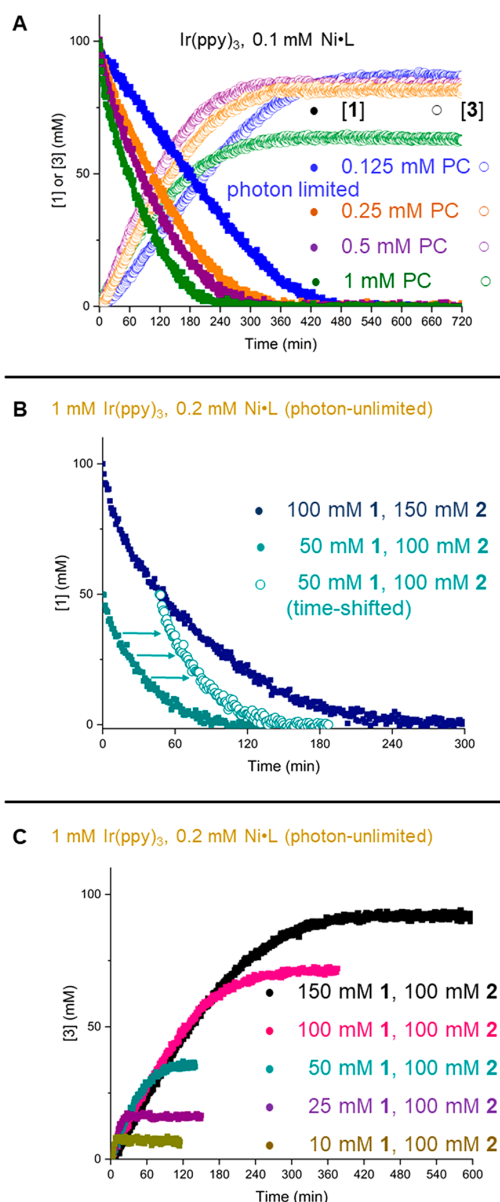 A
Ir(ppy)₃, 0.1 mM Ni•L
[1] or [3] (mM)
100
50
0
● [1] ○ [3]
0.125 mM PC
photon limited
0.25 mM PC
0.5 mM PC
1 mM PC
0 60 120 180 240 300 360 420 480 540 600 660 720
Time (min)
B 1 mM Ir(ppy)₃, 0.2 mM Ni•L (photon-unlimited)
[1] (mM)
100
50
0
100 mM 1, 150 mM 2
50 mM 1, 100 mM 2
50 mM 1, 100 mM 2
(time-shifted)
0 60 120 180 240 300
Time (min)
C 1 mM Ir(ppy)₃, 0.2 mM Ni•L (photon-unlimited)
[3] (mM)
100
50
0
150 mM 1, 100 mM 2
100 mM 1, 100 mM 2
50 mM 1, 100 mM 2
25 mM 1, 100 mM 2
10 mM 1, 100 mM 2
0 60 120 180 240 300 360 420 480 540 600
Time (min)